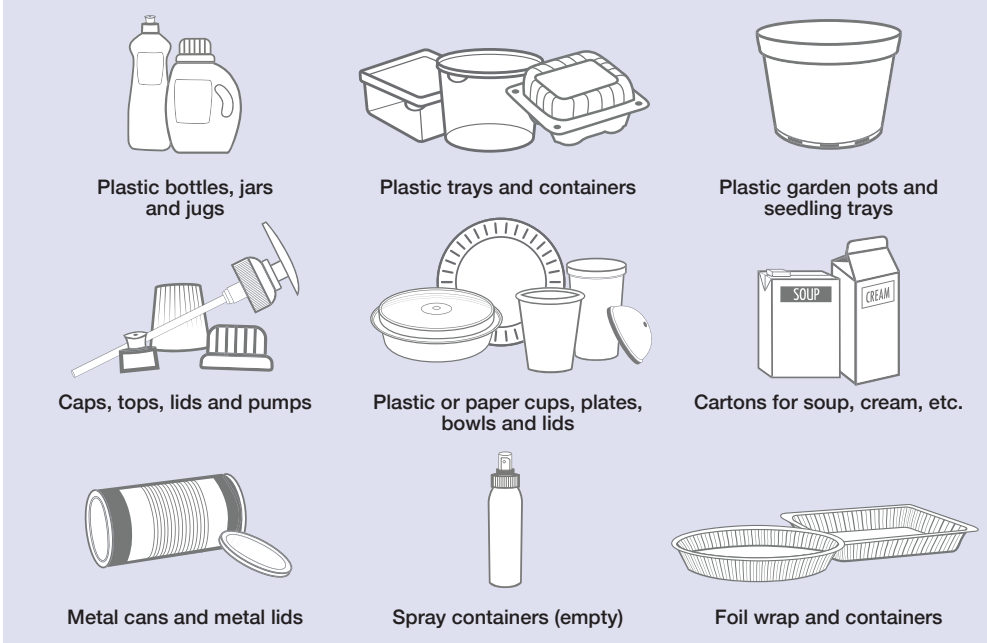 Plastic bottles, jars
and jugs
Plastic trays and containers
Plastic garden pots and
seedling trays
Caps, tops, lids and pumps
Plastic or paper cups, plates,
bowls and lids
SOUP
CREAM
Cartons for soup, cream, etc.
Metal cans and metal lids
Spray containers (empty)
Foil wrap and containers